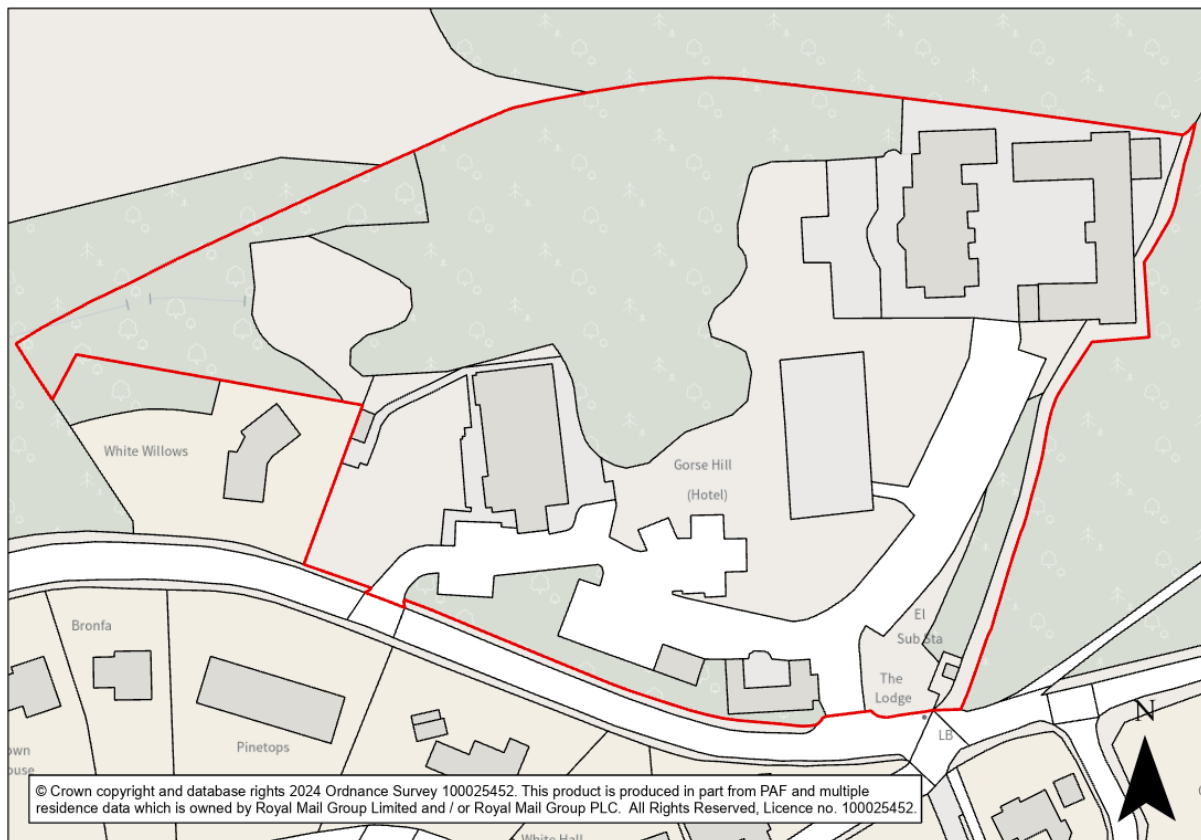 White Willows
Gorse Hill
(Hotel)
El
Sub Sta
The
Lodge
Bronfa
N
LB
Pinetops
own
ouse
© Crown copyright and database rights 2024 Ordnance Survey 100025452. This product is produced in part from PAF and multiple
residence data which is owned by Royal Mail Group Limited and / or Royal Mail Group PLC. All Rights Reserved, Licence no. 100025452.
White Hall